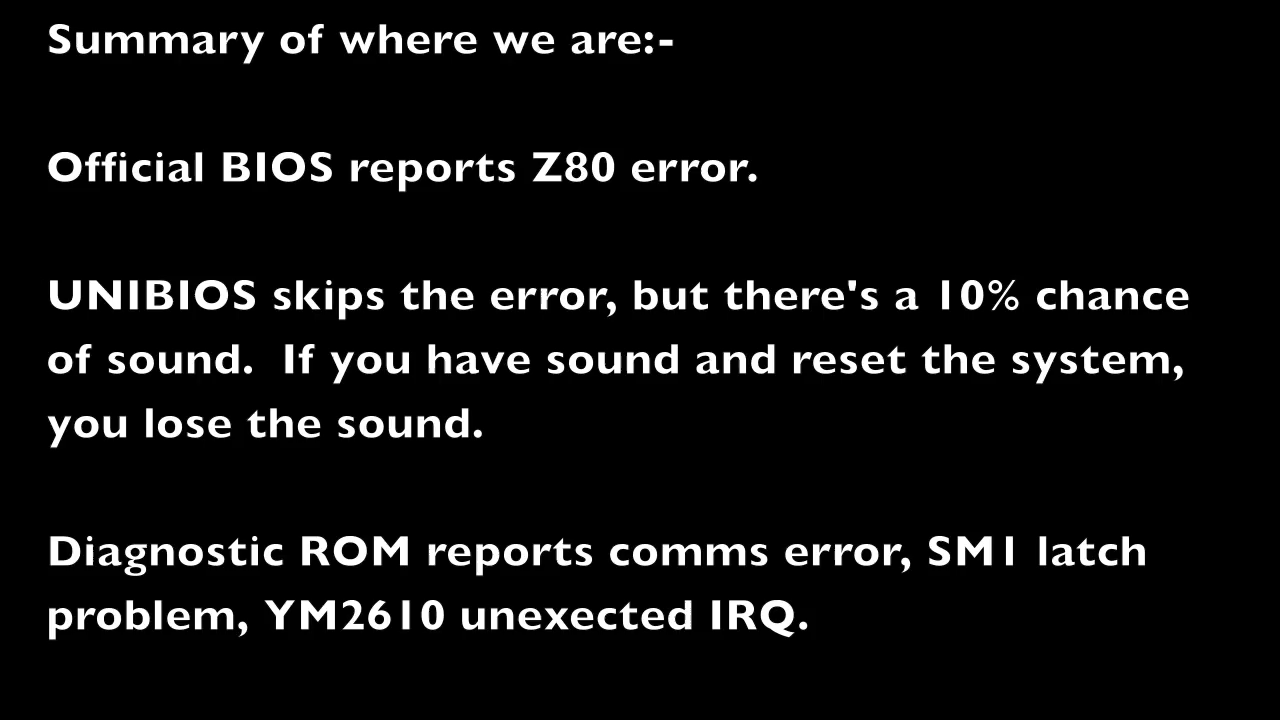 Summary of where we are:-
Official BIOS reports Z80 error.
UNIBIOS skips the error, but there's a 10% chance
of sound.  If you have sound and reset the system,
you lose the sound.
Diagnostic ROM reports comms error, SM1 latch
problem, YM2610 unexected IRQ.